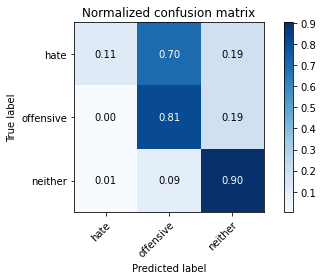 Normalized confusion matrix
True label
hate 0.11 0.70 0.19
offensive 0.00 0.81 0.19
neither 0.01 0.09 0.90
hate offensive neither
Predicted label
0.9
0.8
0.7
0.6
0.5
0.4
0.3
0.2
0.1